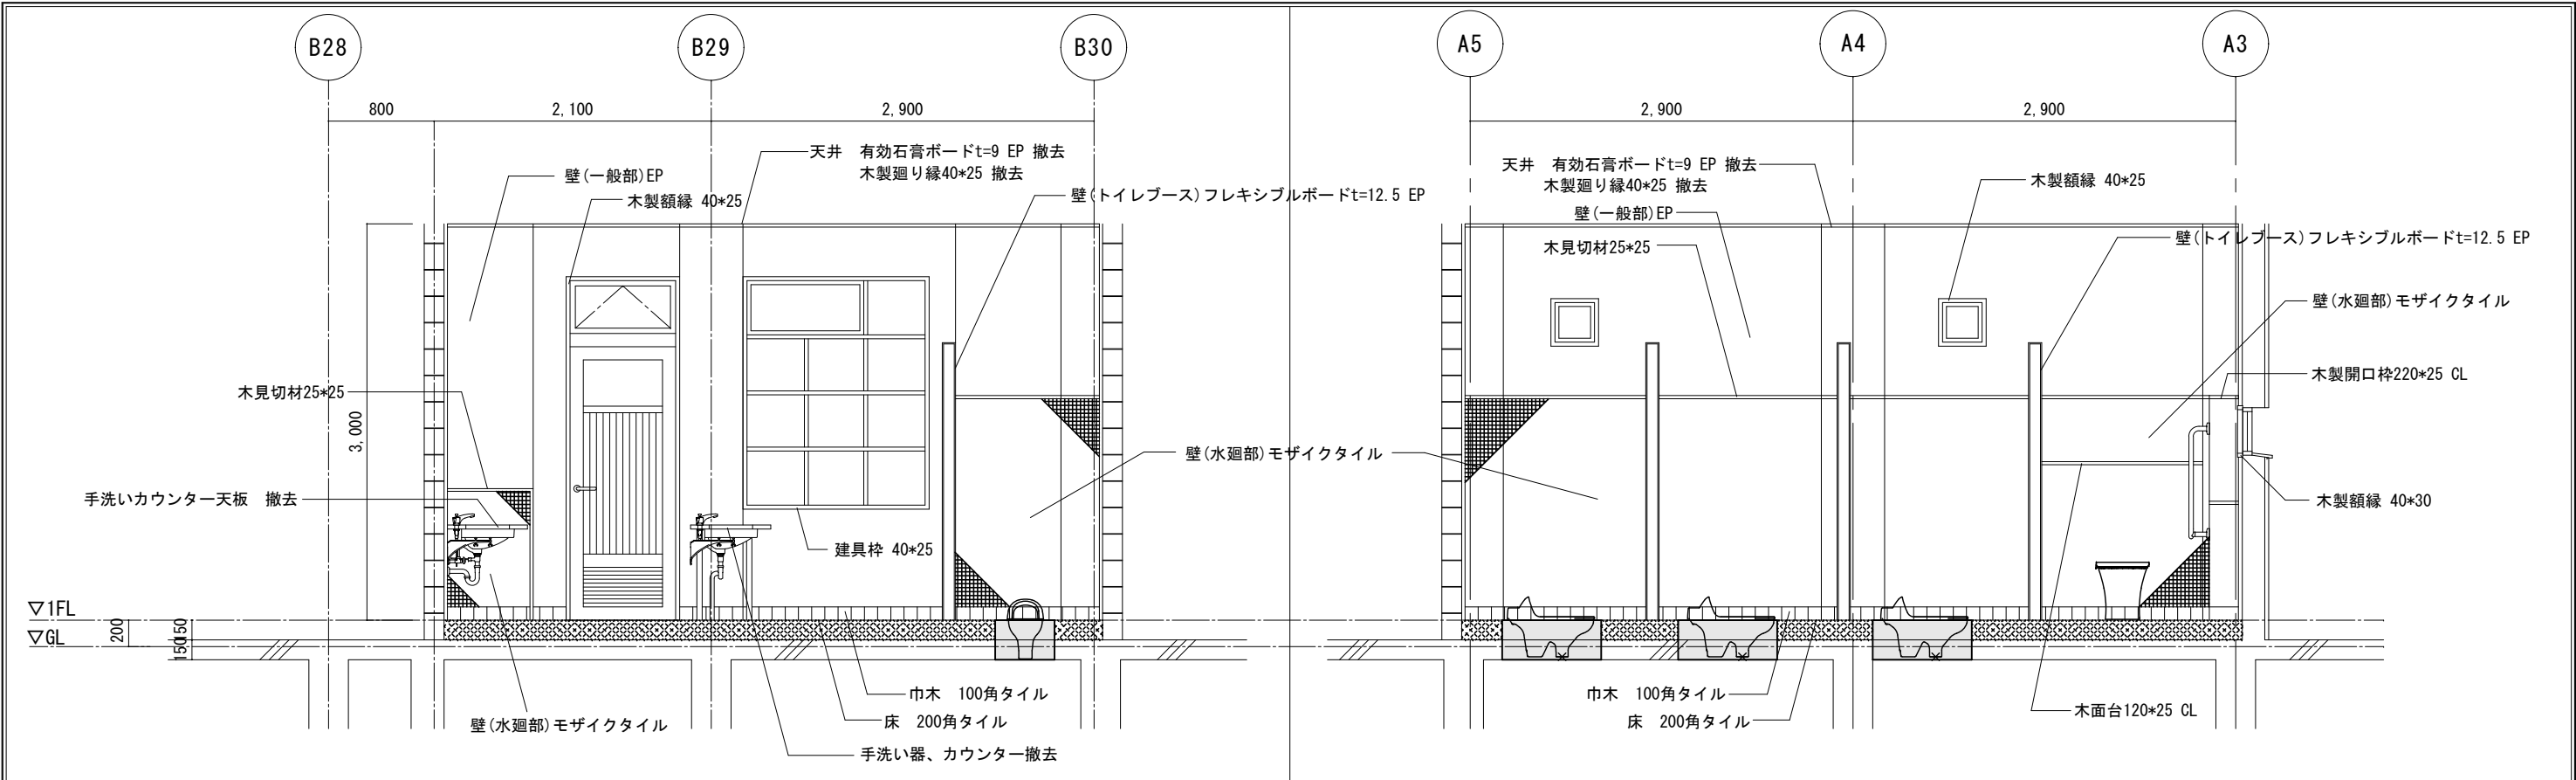 B28
B29
B30
800
2,100
2,900
天井　有効石膏ボードt=9 EP 撤去
木製廻り縁40*25 撤去
壁(一般部)EP
木製額縁 40*25
壁(トイレブース)フレキシブルボードt=12.5 EP
木見切材25*25
3,000
手洗いカウンター天板　撤去
壁(水廻部)モザイクタイル
建具枠 40*25
▽1FL
▽GL
200
150
150
巾木　100角タイル
床　200角タイル
壁(水廻部)モザイクタイル
手洗い器、カウンター撤去
A5
A4
A3
2,900
2,900
天井　有効石膏ボードt=9 EP 撤去
木製廻り縁40*25 撤去
木製額縁 40*25
壁(一般部)EP
木見切材25*25
壁(トイレブース)フレキシブルボードt=12.5 EP
壁(水廻部)モザイクタイル
木製開口枠220*25 CL
木製額縁 40*30
巾木　100角タイル
床　200角タイル
木面台120*25 CL